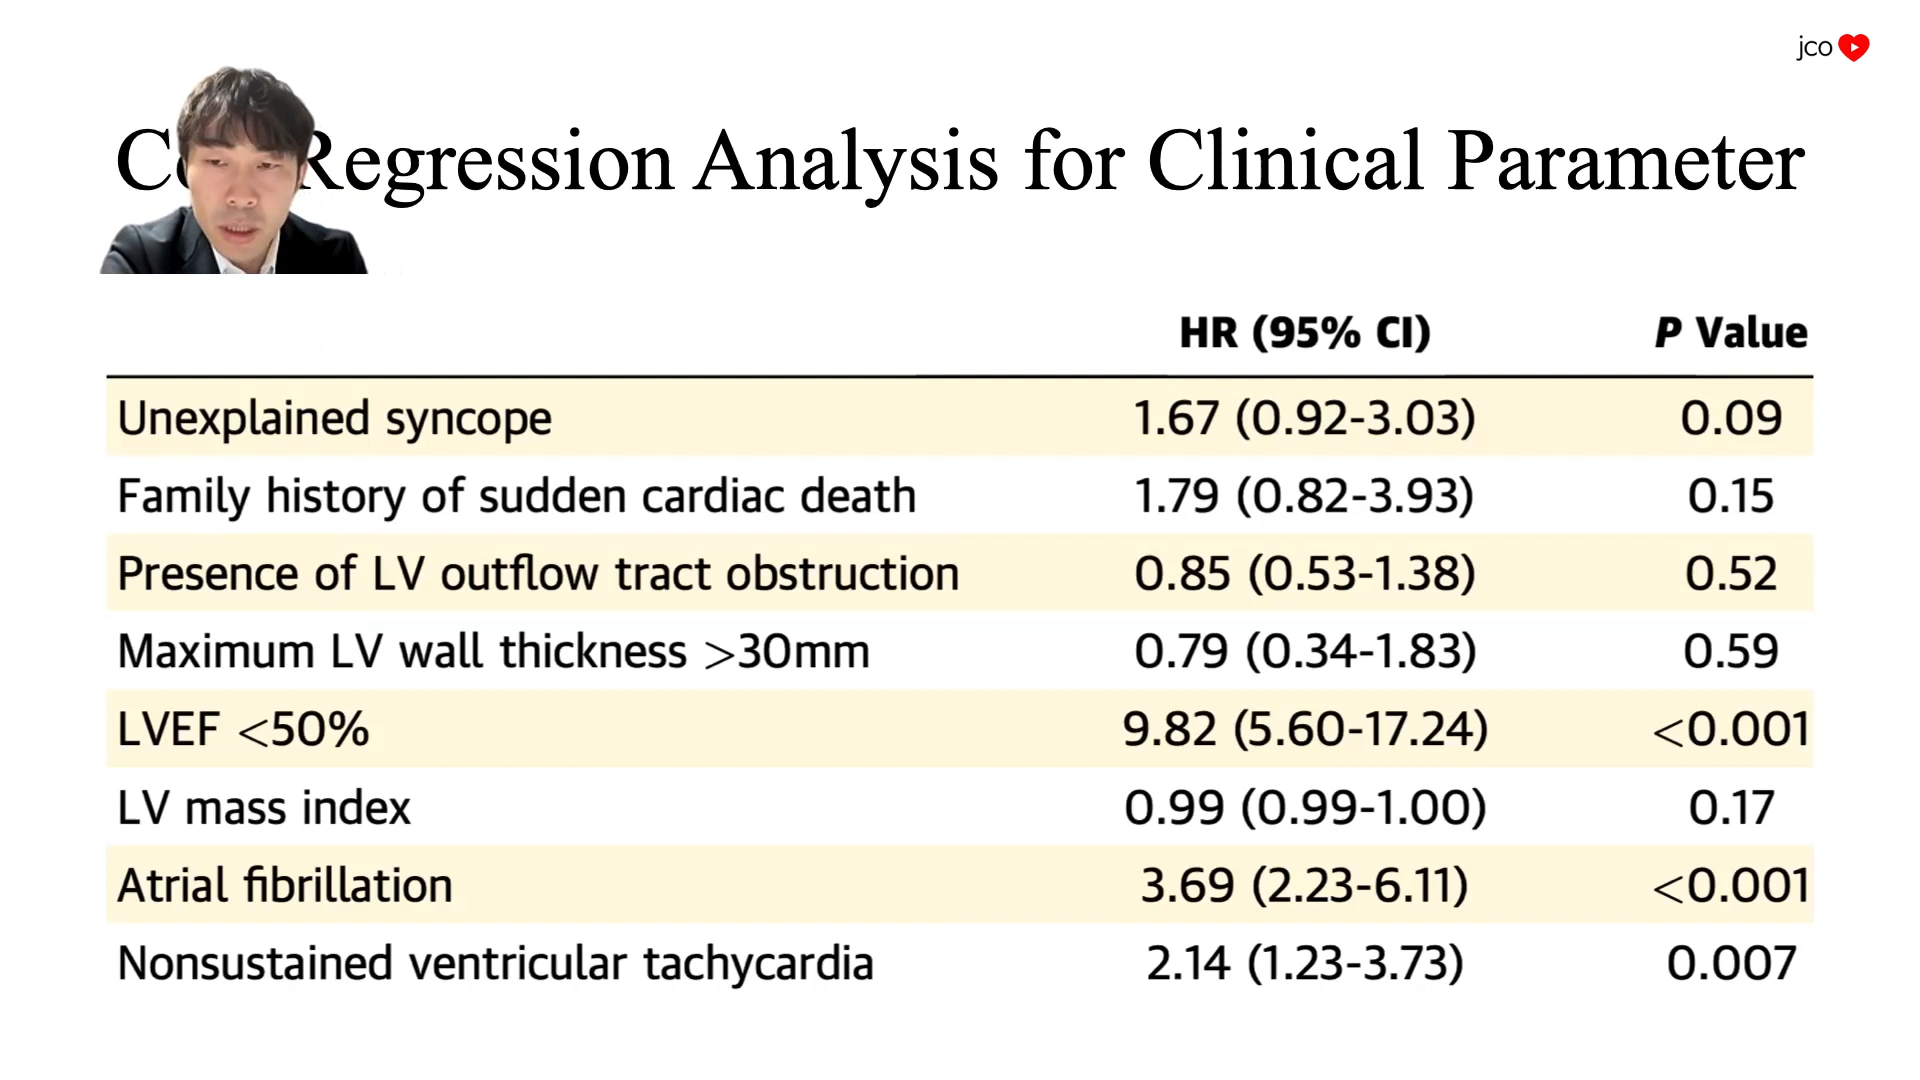 jco
Regression Analysis for Clinical Parameter
HR (95% CI) P Value
Unexplained syncope 1.67 (0.92-3.03) 0.09
Family history of sudden cardiac death 1.79 (0.82-3.93) 0.15
Presence of LV outflow tract obstruction 0.85 (0.53-1.38) 0.52
Maximum LV wall thickness >30mm 0.79 (0.34-1.83) 0.59
LVEF <50% 9.82 (5.60-17.24) <0.001
LV mass index 0.99 (0.99-1.00) 0.17
Atrial fibrillation 3.69 (2.23-6.11) <0.001
Nonsustained ventricular tachycardia 2.14 (1.23-3.73) 0.007